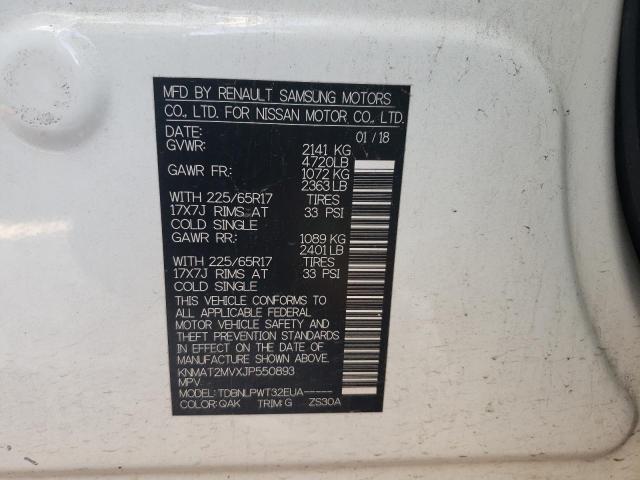 MFD BY RENAULT SAMSUNG MOTORS
CO., LTD. FOR NISSAN MOTOR CO., LTD.
DATE: 01/18
GVWR: 2141 KG
4720LB
GAWR FR: 1072 KG
2363LB
WITH 225/65R17 TIRES
17X7J RIMS AT 33 PSI
COLD SINGLE
GAWR RR: 1089 KG
2401LB
WITH 225/65R17 TIRES
17X7J RIMS AT 33 PSI
COLD SINGLE
THIS VEHICLE CONFORMS TO
ALL APPLICABLE FEDERAL
MOTOR VEHICLE SAFETY AND
THEFT PREVENTION STANDARDS
IN EFFECT ON THE DATE OF
MANUFACTURE SHOWN ABOVE.
KNMAT2MVXJP550893
MPV
MODEL: TDBNLPWT32EUA-----
COLOR: QAK TRIM: G ZS30A